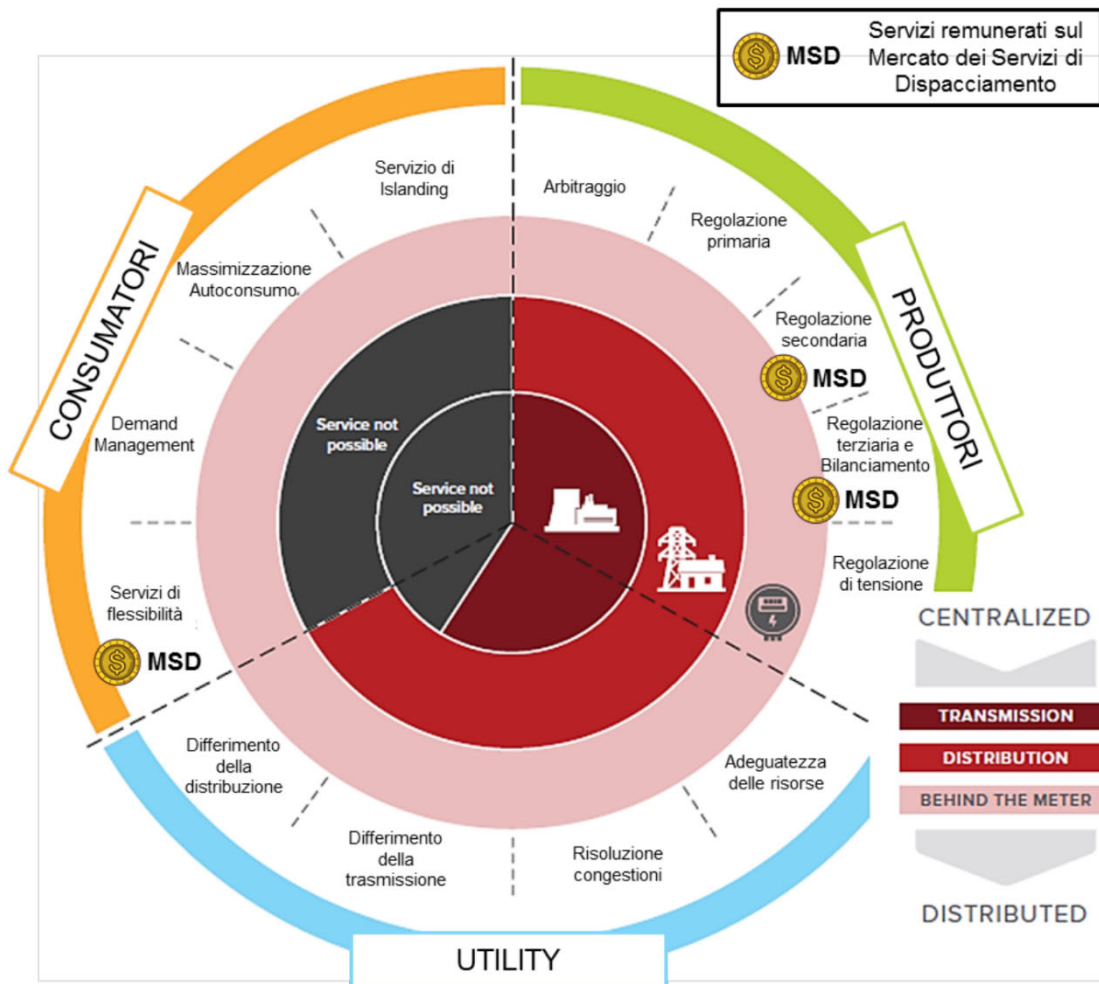 MSD
Servizi remunerati sul
Mercato dei Servizi di
Dispacciamento
Servizio di
Islanding
Arbitraggio
Regolazione
primaria
Massimizzazione
Autoconsumo
CONSUMATORI
PRODUTTORI
Regolazione
secondaria
MSD
Demand
Management
Service not
possible
Service not
possible
Regolazione
terziaria e
Bilanciamento
MSD
Servizi di
flessibilità
MSD
Regolazione
di tensione
CENTRALIZED
TRANSMISSION
DISTRIBUTION
BEHIND THE METER
DISTRIBUTED
Differimento
della
distribuzione
Adeguatezza
delle risorse
Differimento
della
trasmissione
Risoluzione
congestioni
UTILITY